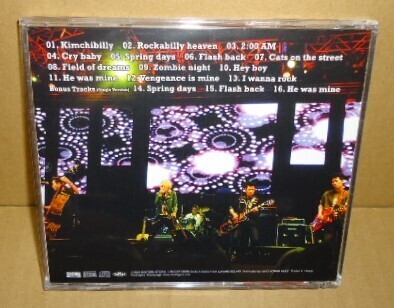 01. Kimchibilly 02. Rockabilly heaven 03. 2:00 AM
04. Cry baby 05. Spring days 06. Flash back 07. Cats on the street
08. Field of dreams 09. Zombie night 10. Hey boy
11. He was mine 12. Vengeance is mine 13. I wanna rock
Bonus Tracks (Single Version) 14. Spring days 15. Flash back 16. He was mine